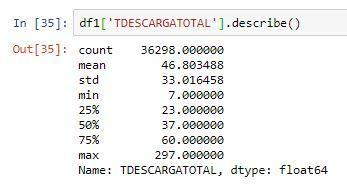 In [35]: df1['TDESCARGATOTAL'].describe()
Out[35]: count 36298.000000
mean 46.803488
std 33.016458
min 7.000000
25% 23.000000
50% 37.000000
75% 60.000000
max 297.000000
Name: TDESCARGATOTAL, dtype: float64